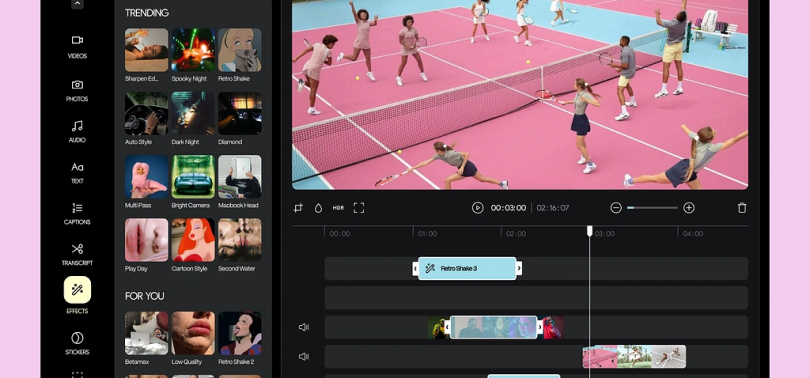 TRENDING
Sharpen Ed...
Spooky Night
Retro Shake
Auto Style
Dark Night
Diamond
Multi Pass
Bright Camera
Macbook Head
Play Day
Cartoon Style
Second Water
FOR YOU
Betamax
Low Quality
Retro Shake 2
VIDEOS
PHOTOS
AUDIO
Aa
TEXT
CAPTIONS
TRANSCRIPT
EFFECTS
STICKERS
HDR
00:03:00
02:16:07
00:00
01:00
02:00
03:00
04:00
Retro Shake 3